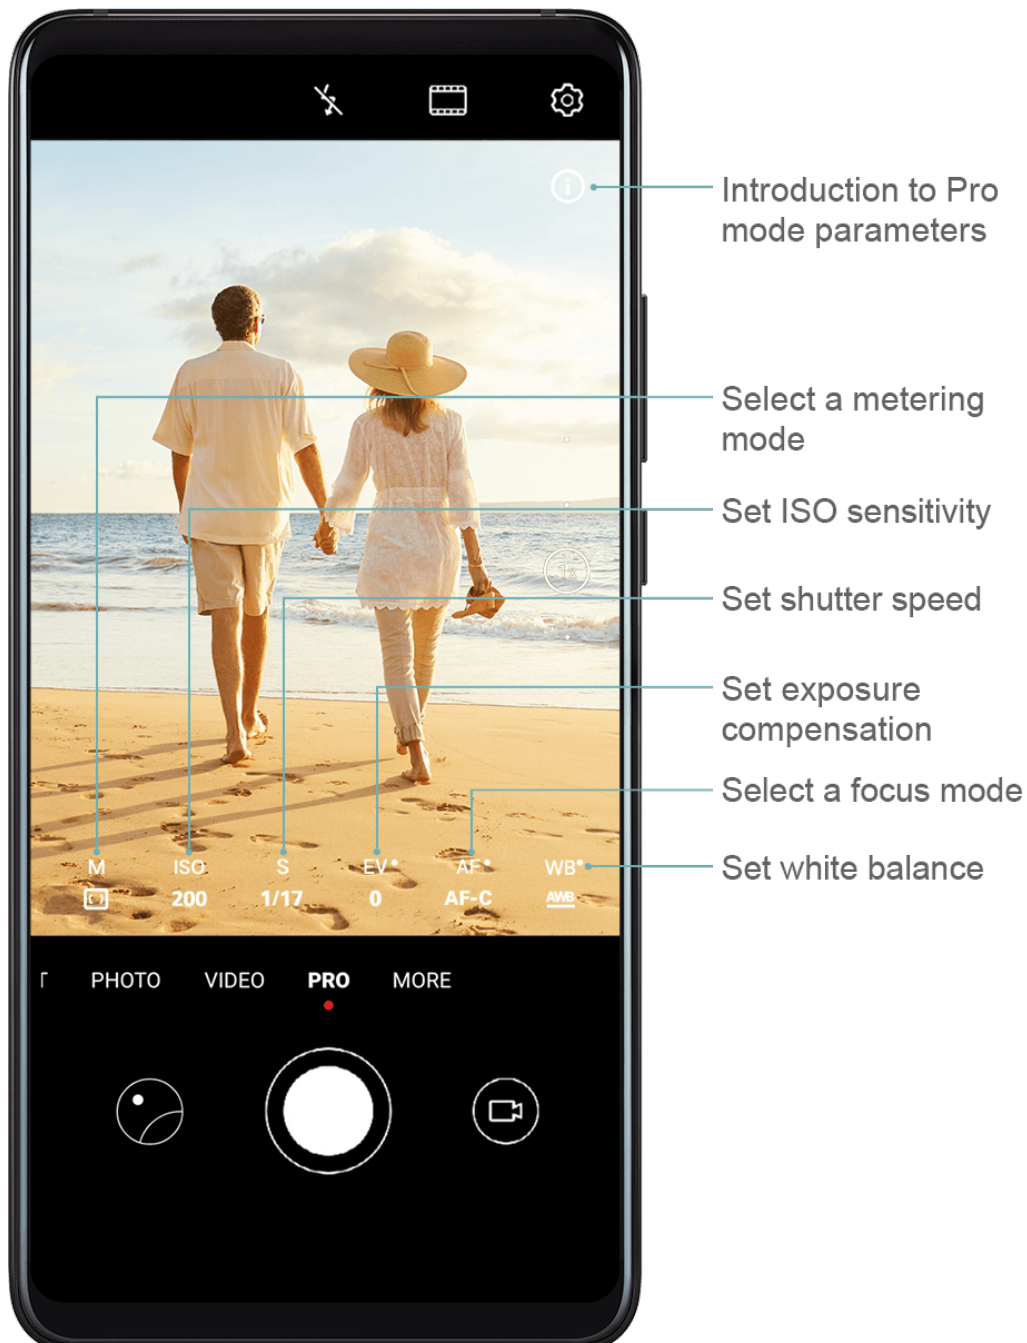 Introduction to Pro
mode parameters
Select a metering
mode
Set ISO sensitivity
1x
Set shutter speed
Set exposure
compensation
Select a focus mode
M ISO S EV AF WB
Set white balance
200 1/17 0 AF-C AWB
T PHOTO VIDEO PRO MORE